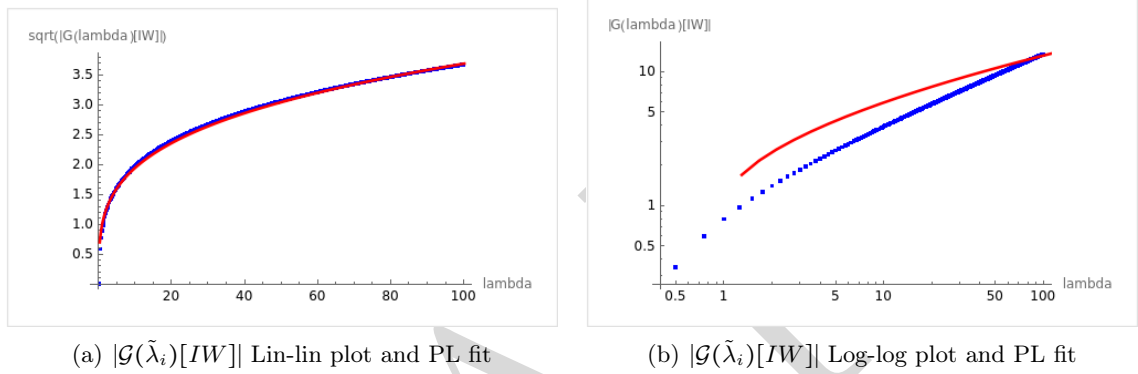 sqrt(|G(lambda)[IW]|)
3.5
3.0
2.5
2.0
1.5
1.0
0.5
20 40 60 80 100
lambda
(a) |𝒢(λ̃ᵢ)[IW]| Lin-lin plot and PL fit
|G(lambda)[IW]|
10
5
1
0.5
0.5 1 5 10 50 100
lambda
(b) |𝒢(λ̃ᵢ)[IW]| Log-log plot and PL fit